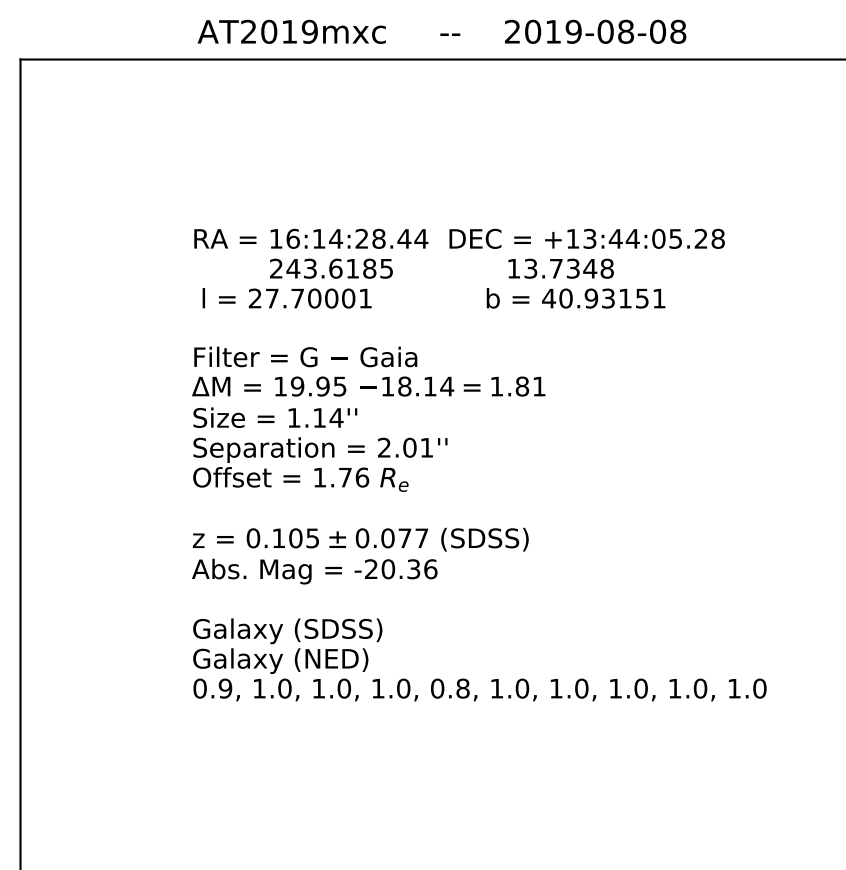 AT2019mxc -- 2019-08-08
RA = 16:14:28.44 DEC = +13:44:05.28
243.6185 13.7348
l = 27.70001 b = 40.93151
Filter = G − Gaia
ΔM = 19.95 −18.14 = 1.81
Size = 1.14''
Separation = 2.01''
Offset = 1.76 Rₑ
z = 0.105 ± 0.077 (SDSS)
Abs. Mag = -20.36
Galaxy (SDSS)
Galaxy (NED)
0.9, 1.0, 1.0, 1.0, 0.8, 1.0, 1.0, 1.0, 1.0, 1.0